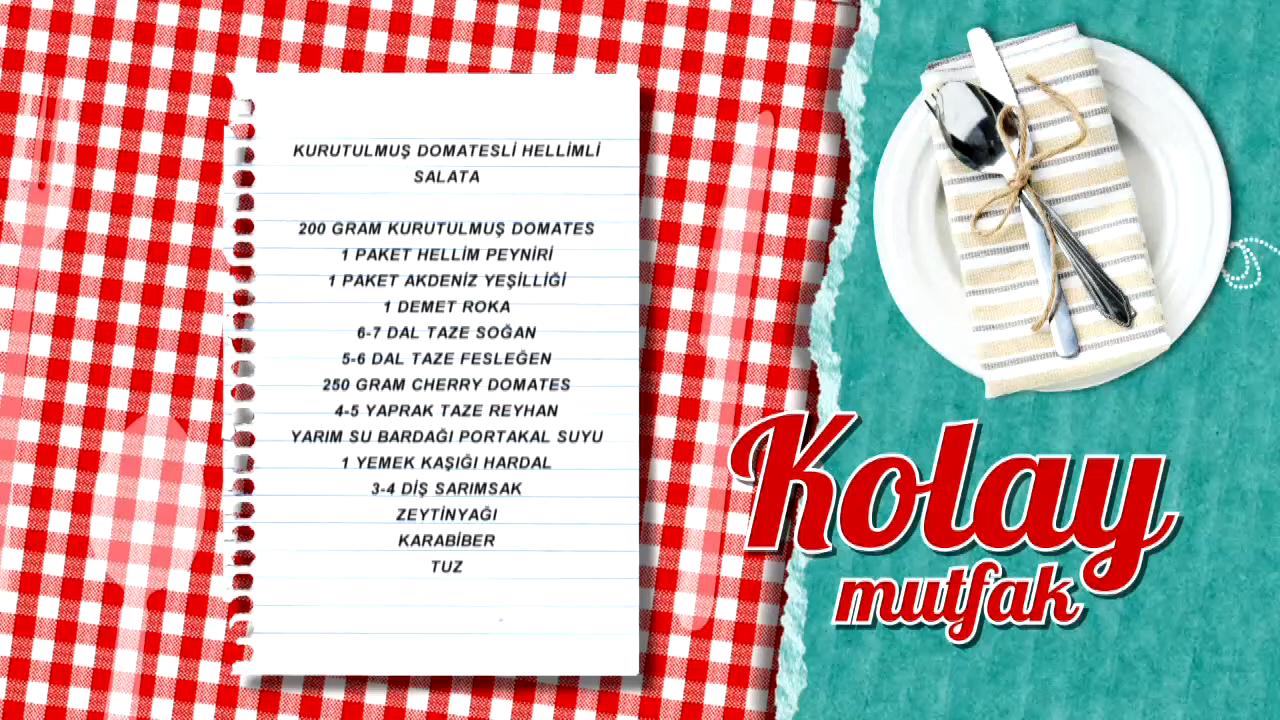 KURUTULMUŞ DOMATESLİ HELLİMLİ
SALATA
200 GRAM KURUTULMUŞ DOMATES
1 PAKET HELLİM PEYNİRİ
1 PAKET AKDENİZ YEŞİLLİĞİ
1 DEMET ROKA
6-7 DAL TAZE SOĞAN
5-6 DAL TAZE FESLEĞEN
250 GRAM CHERRY DOMATES
4-5 YAPRAK TAZE REYHAN
YARIM SU BARDAĞI PORTAKAL SUYU
1 YEMEK KAŞIĞI HARDAL
3-4 DİŞ SARIMSAK
ZEYTİNYAĞI
KARABİBER
TUZ
Kolay
mutfak